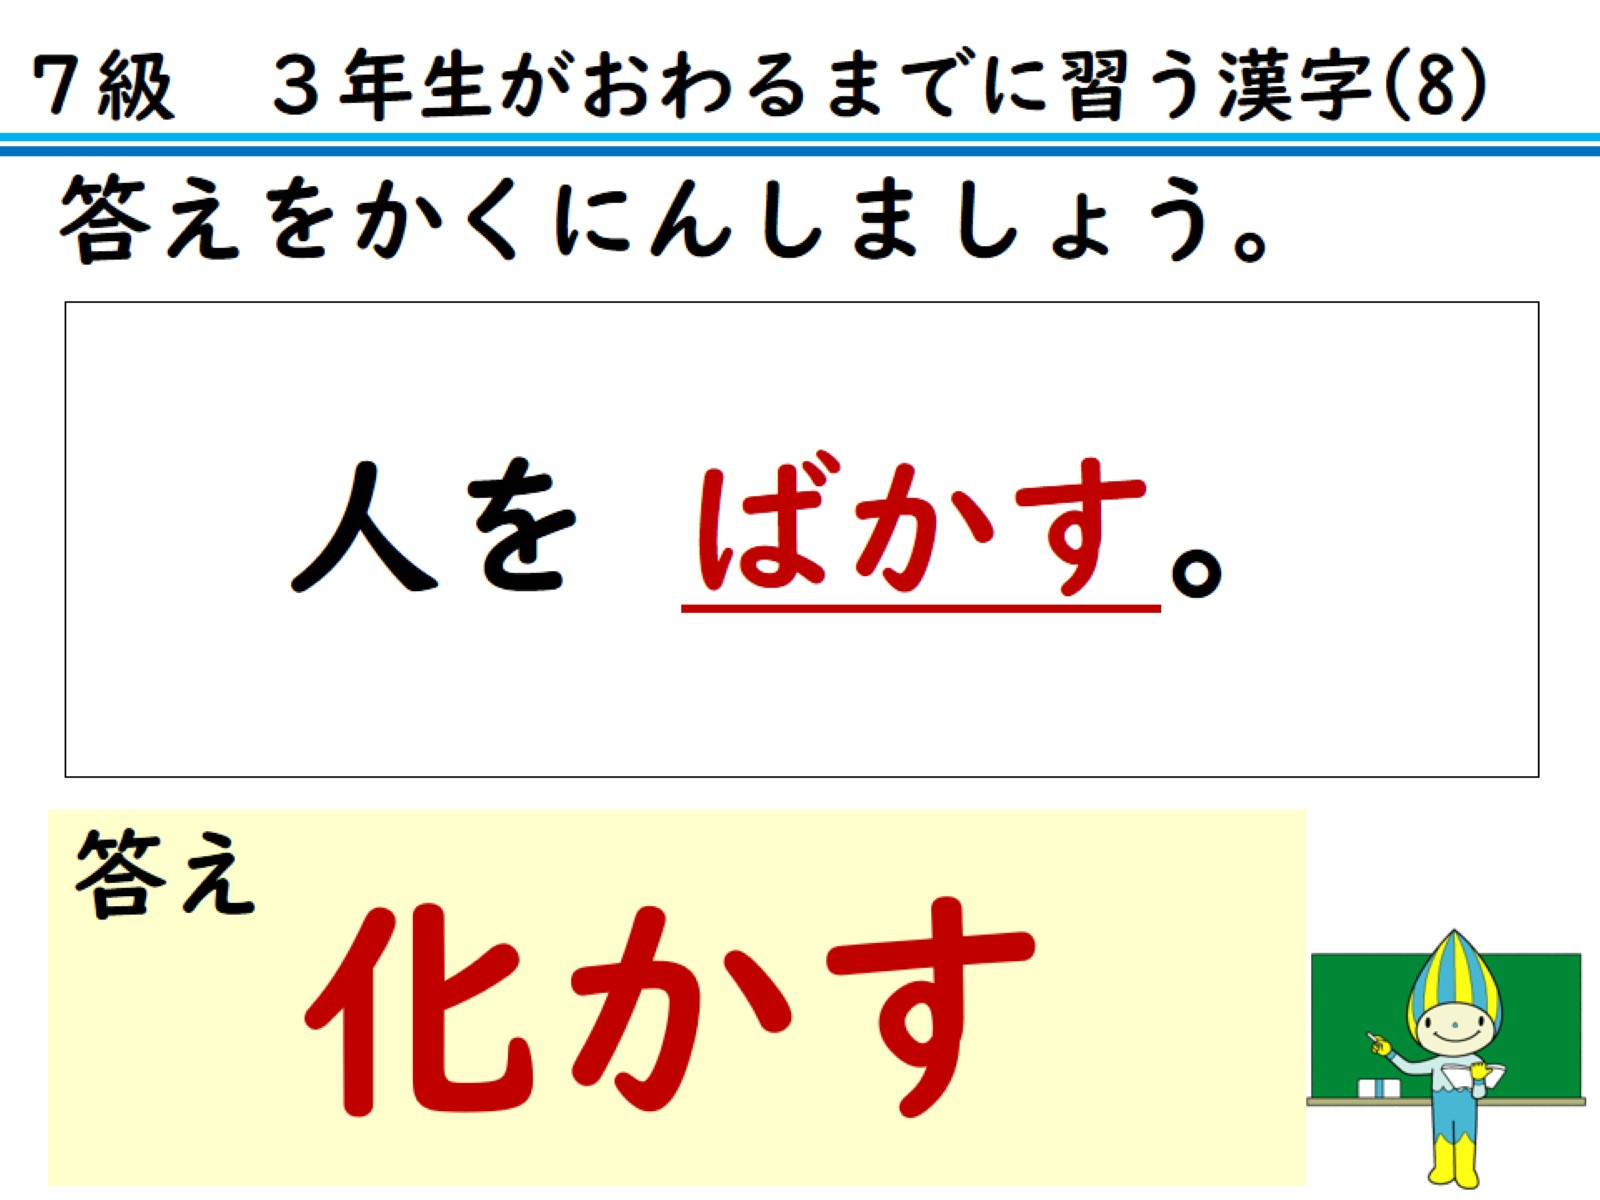 ７級　３年生がおわるまでに習う漢字(8)
答えをかくにんしましょう。
人を　ばかす。
答え
化かす